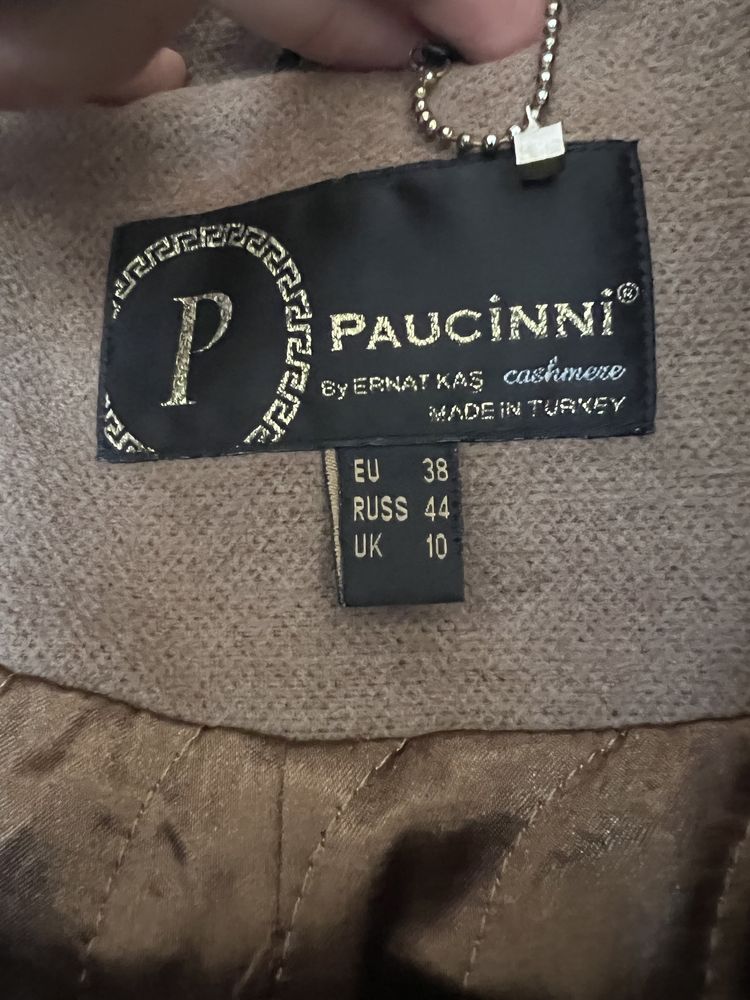 P
PAUCiNNi®
By ERNAT KAŞ cashmere
MADE IN TURKEY
EU 38
RUSS 44
UK 10